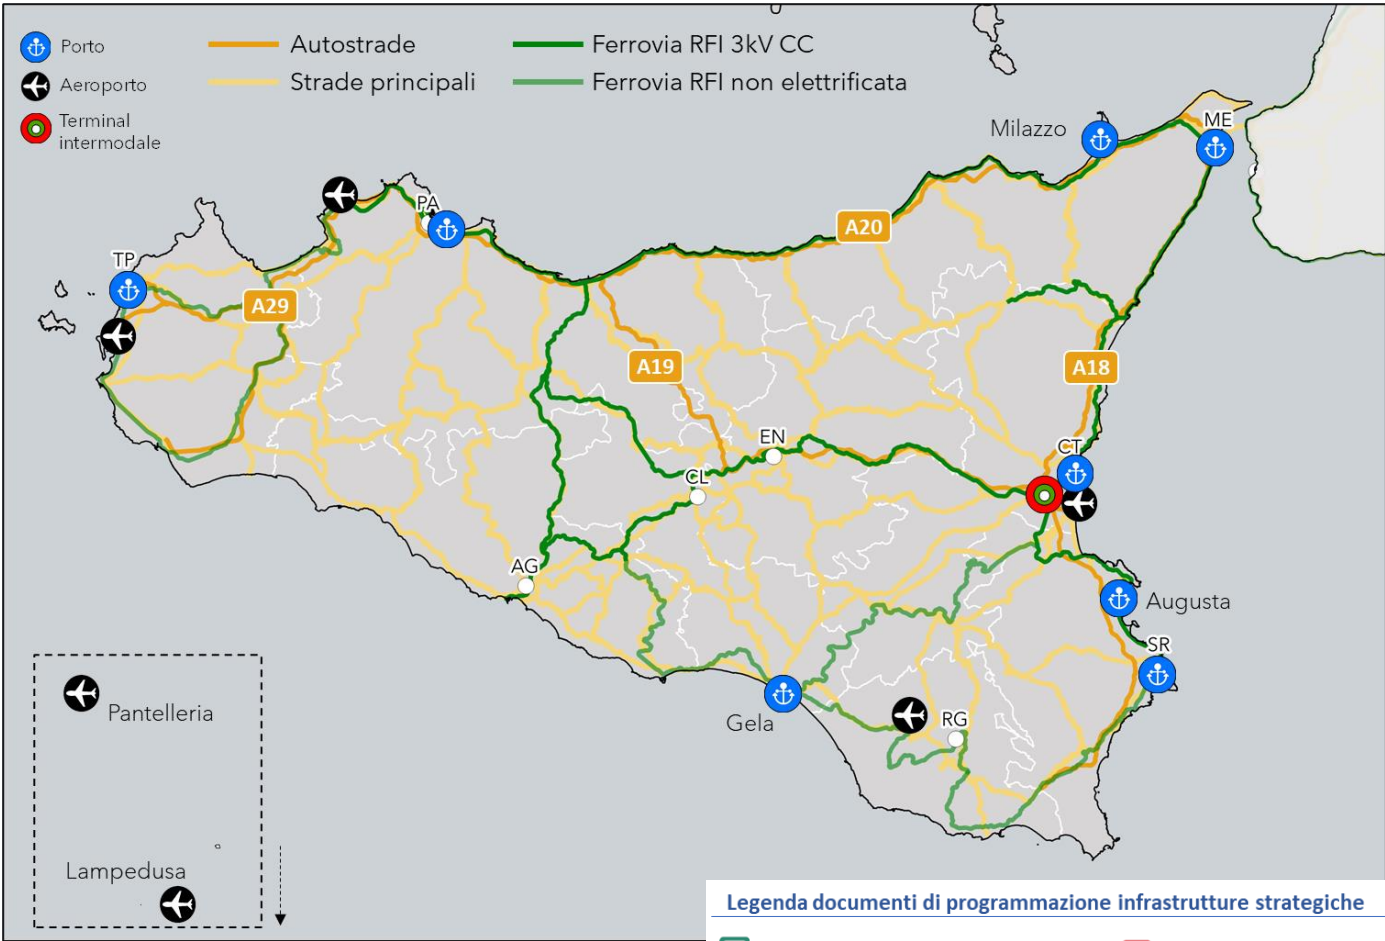 Porto
Aeroporto
Terminal
intermodale
Autostrade
Strade principali
Ferrovia RFI 3kV CC
Ferrovia RFI non elettrificata
Milazzo
ME
PA
A20
TP
A29
A19
A18
EN
CT
CL
AG
Augusta
SR
Gela
RG
Pantelleria
Lampedusa
Legenda documenti di programmazione infrastrutture strategiche